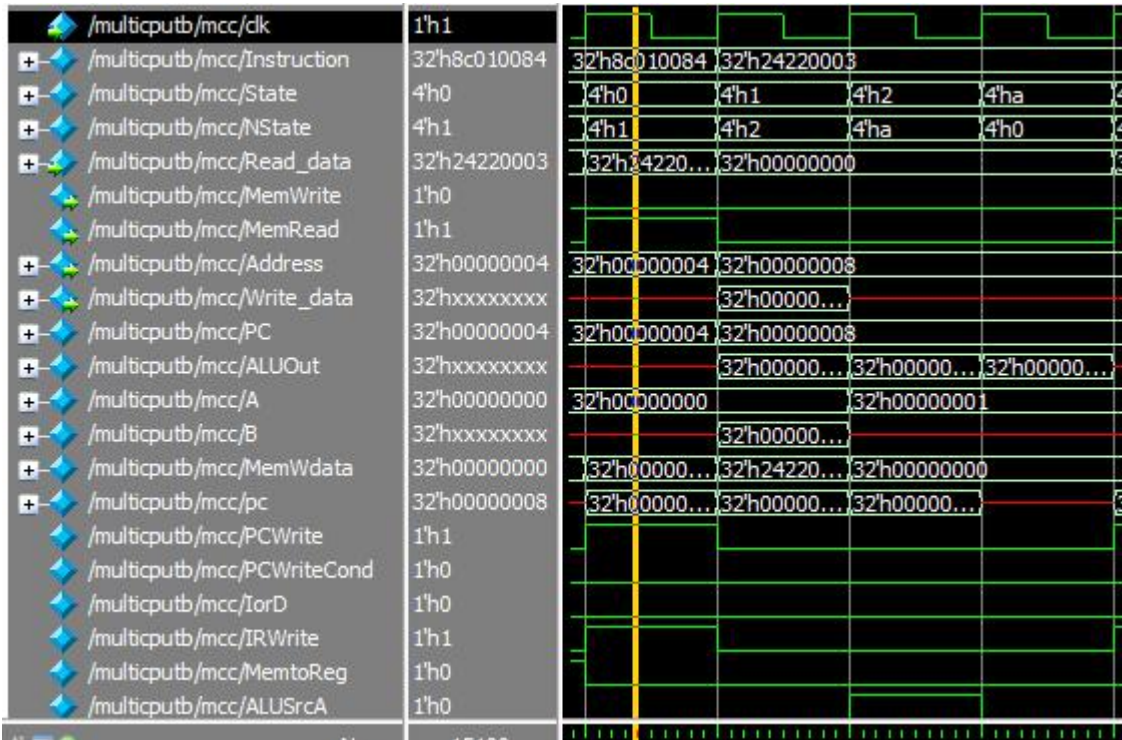 /multicputb/mcc/clk 1'h1
/multicputb/mcc/Instruction 32'h8c010084 32'h8c010084 32'h24220003
/multicputb/mcc/State 4'h0 4'h0 4'h1 4'h2 4'ha
/multicputb/mcc/NState 4'h1 4'h1 4'h2 4'ha 4'h0
/multicputb/mcc/Read_data 32'h24220003 32'h24220... 32'h00000000
/multicputb/mcc/MemWrite 1'h0
/multicputb/mcc/MemRead 1'h1
/multicputb/mcc/Address 32'h00000004 32'h00000004 32'h00000008
/multicputb/mcc/Write_data 32'hxxxxxxxx 32'h00000...
/multicputb/mcc/PC 32'h00000004 32'h00000004 32'h00000008
/multicputb/mcc/ALUOut 32'hxxxxxxxx 32'h00000... 32'h00000... 32'h00000...
/multicputb/mcc/A 32'h00000000 32'h00000000 32'h00000001
/multicputb/mcc/B 32'hxxxxxxxx 32'h00000...
/multicputb/mcc/MemWdata 32'h00000000 32'h00000... 32'h24220... 32'h00000000
/multicputb/mcc/pc 32'h00000008 32'h00000... 32'h00000... 32'h00000...
/multicputb/mcc/PCWrite 1'h1
/multicputb/mcc/PCWriteCond 1'h0
/multicputb/mcc/IorD 1'h0
/multicputb/mcc/IRWrite 1'h1
/multicputb/mcc/MemtoReg 1'h0
/multicputb/mcc/ALUSrcA 1'h0